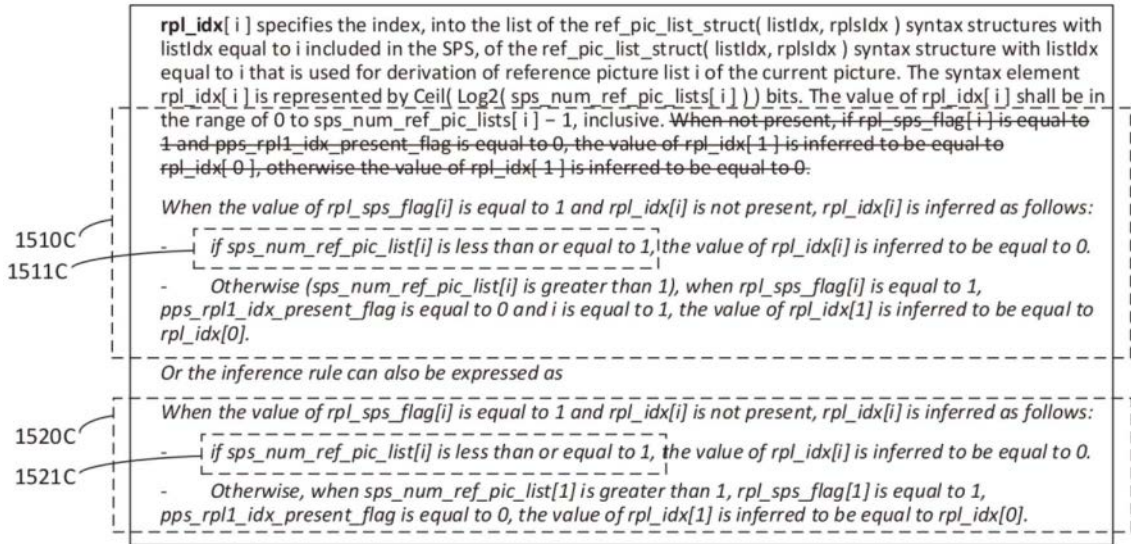 rpl_idx[ i ] specifies the index, into the list of the ref_pic_list_struct( listIdx, rplsIdx ) syntax structures with
listIdx equal to i included in the SPS, of the ref_pic_list_struct( listIdx, rplsIdx ) syntax structure with listIdx
equal to i that is used for derivation of reference picture list i of the current picture. The syntax element
rpl_idx[ i ] is represented by Ceil( Log2( sps_num_ref_pic_lists[ i ] ) ) bits. The value of rpl_idx[ i ] shall be in
the range of 0 to sps_num_ref_pic_lists[ i ] − 1, inclusive. When not present, if rpl_sps_flag[ i ] is equal to
1 and pps_rpl1_idx_present_flag is equal to 0, the value of rpl_idx[ 1 ] is inferred to be equal to
rpl_idx[ 0 ], otherwise the value of rpl_idx[ 1 ] is inferred to be equal to 0.
When the value of rpl_sps_flag[i] is equal to 1 and rpl_idx[i] is not present, rpl_idx[i] is inferred as follows:
1510C
- if sps_num_ref_pic_list[i] is less than or equal to 1, the value of rpl_idx[i] is inferred to be equal to 0.
1511C
- Otherwise (sps_num_ref_pic_list[i] is greater than 1), when rpl_sps_flag[i] is equal to 1,
pps_rpl1_idx_present_flag is equal to 0 and i is equal to 1, the value of rpl_idx[1] is inferred to be equal to
rpl_idx[0].
Or the inference rule can also be expressed as
When the value of rpl_sps_flag[i] is equal to 1 and rpl_idx[i] is not present, rpl_idx[i] is inferred as follows:
1520C
- if sps_num_ref_pic_list[i] is less than or equal to 1, the value of rpl_idx[i] is inferred to be equal to 0.
1521C
- Otherwise, when sps_num_ref_pic_list[1] is greater than 1, rpl_sps_flag[1] is equal to 1,
pps_rpl1_idx_present_flag is equal to 0, the value of rpl_idx[1] is inferred to be equal to rpl_idx[0].